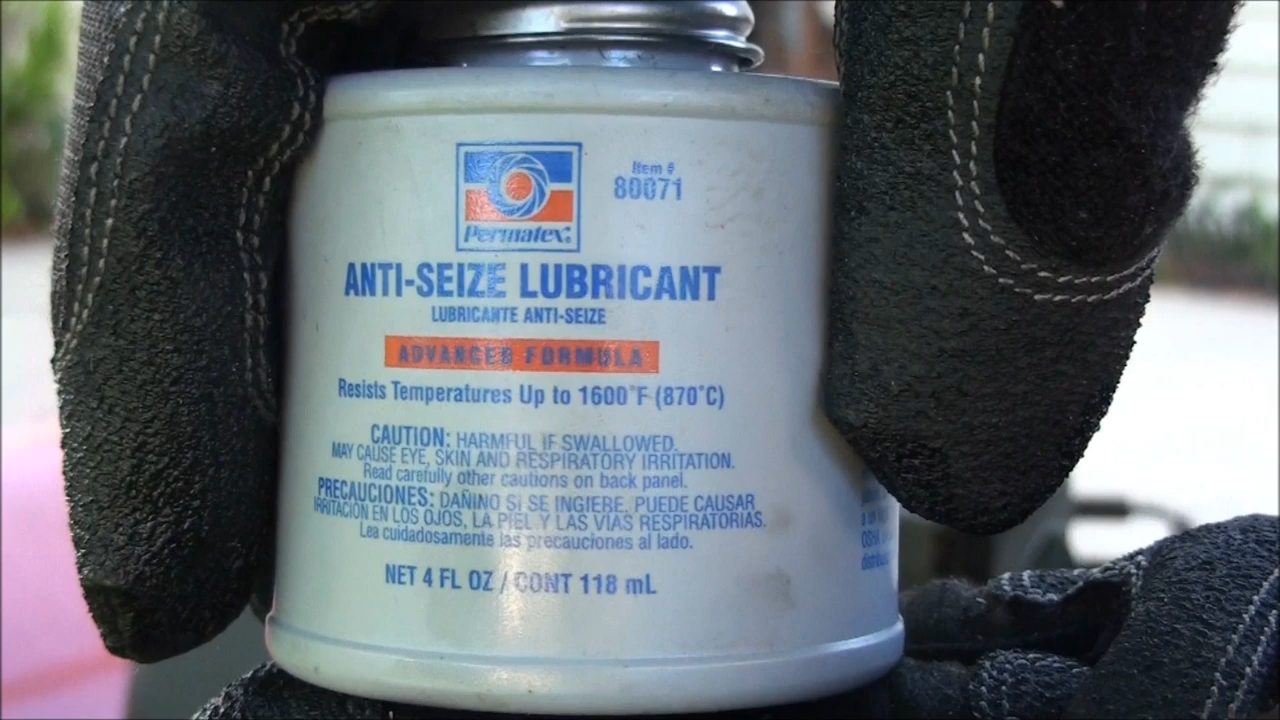 Item #
80071
Permatex®
ANTI-SEIZE LUBRICANT
LUBRICANTE ANTI-SEIZE
ADVANCED FORMULA
Resists Temperatures Up to 1600°F (870°C)
CAUTION: HARMFUL IF SWALLOWED.
MAY CAUSE EYE, SKIN AND RESPIRATORY IRRITATION.
Read carefully other cautions on back panel.
PRECAUCIONES: DAÑINO SI SE INGIERE. PUEDE CAUSAR
IRRITACIÓN EN LOS OJOS, LA PIEL Y LAS VIAS RESPIRATORIAS.
Lea cuidadosamente las precauciones al lado.
NET 4 FL OZ / CONT 118 mL
OSHA